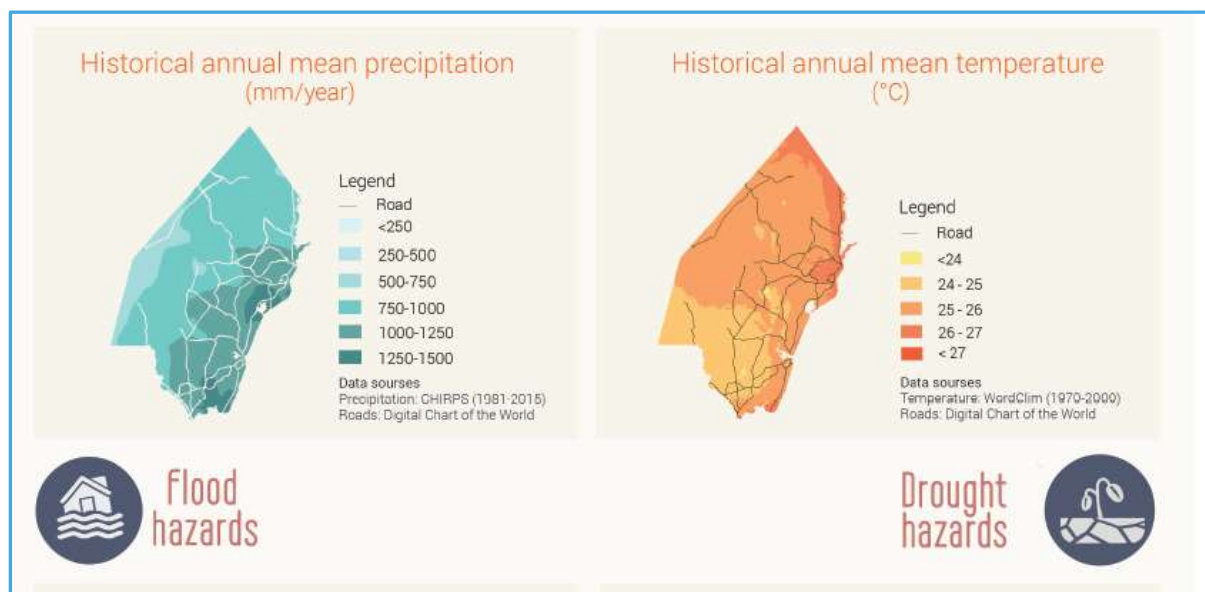 Historical annual mean precipitation
(mm/year)
Legend
Road
<250
250-500
500-750
750-1000
1000-1250
1250-1500
Data sourses
Precipitation: CHIRPS (1981-2015)
Roads: Digital Chart of the World
Historical annual mean temperature
(°C)
Legend
Road
<24
24 - 25
25 - 26
26 - 27
< 27
Data sourses
Temperature: WordClim (1970-2000)
Roads: Digital Chart of the World
Flood
hazards
Drought
hazards